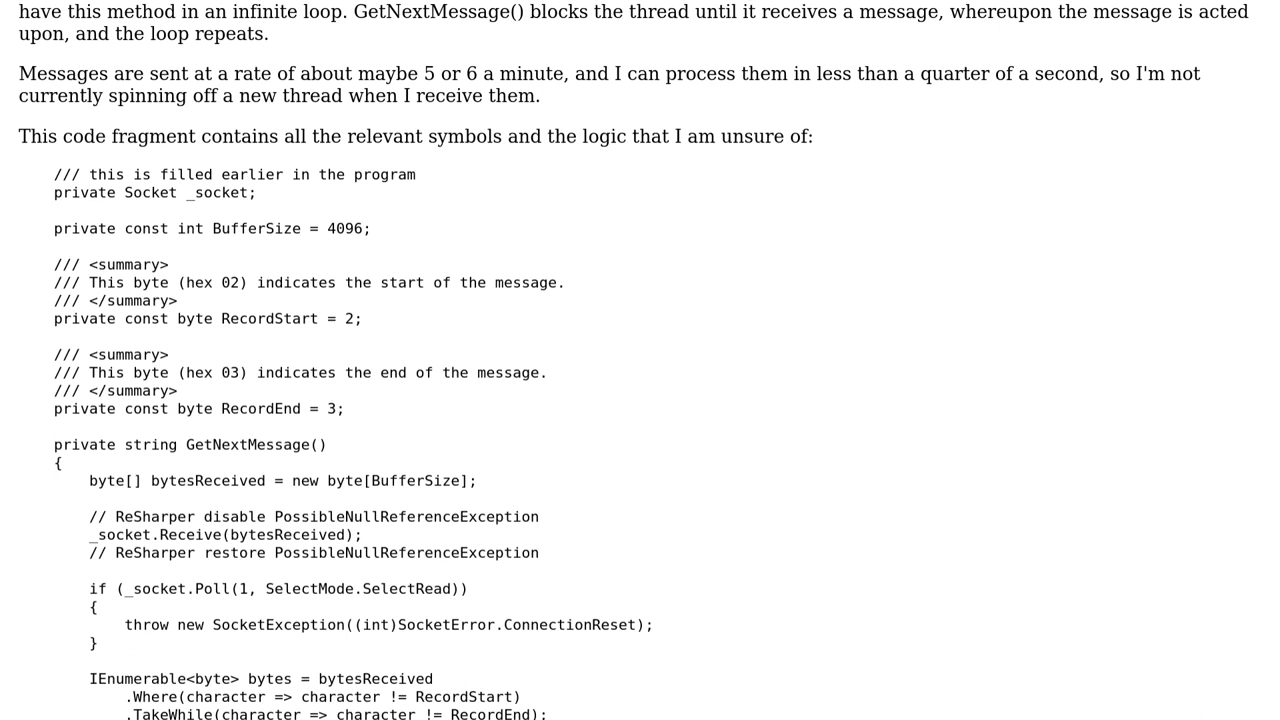 have this method in an infinite loop. GetNextMessage() blocks the thread until it receives a message, whereupon the message is acted
upon, and the loop repeats.
Messages are sent at a rate of about maybe 5 or 6 a minute, and I can process them in less than a quarter of a second, so I'm not
currently spinning off a new thread when I receive them.
This code fragment contains all the relevant symbols and the logic that I am unsure of:
/// this is filled earlier in the program
private Socket _socket;
private const int BufferSize = 4096;
/// <summary>
/// This byte (hex 02) indicates the start of the message.
/// </summary>
private const byte RecordStart = 2;
/// <summary>
/// This byte (hex 03) indicates the end of the message.
/// </summary>
private const byte RecordEnd = 3;
private string GetNextMessage()
{
    byte[] bytesReceived = new byte[BufferSize];
    // ReSharper disable PossibleNullReferenceException
    _socket.Receive(bytesReceived);
    // ReSharper restore PossibleNullReferenceException
    if (_socket.Poll(1, SelectMode.SelectRead))
    {
        throw new SocketException((int)SocketError.ConnectionReset);
    }
    IEnumerable<byte> bytes = bytesReceived
        .Where(character => character != RecordStart)
        .TakeWhile(character => character != RecordEnd);